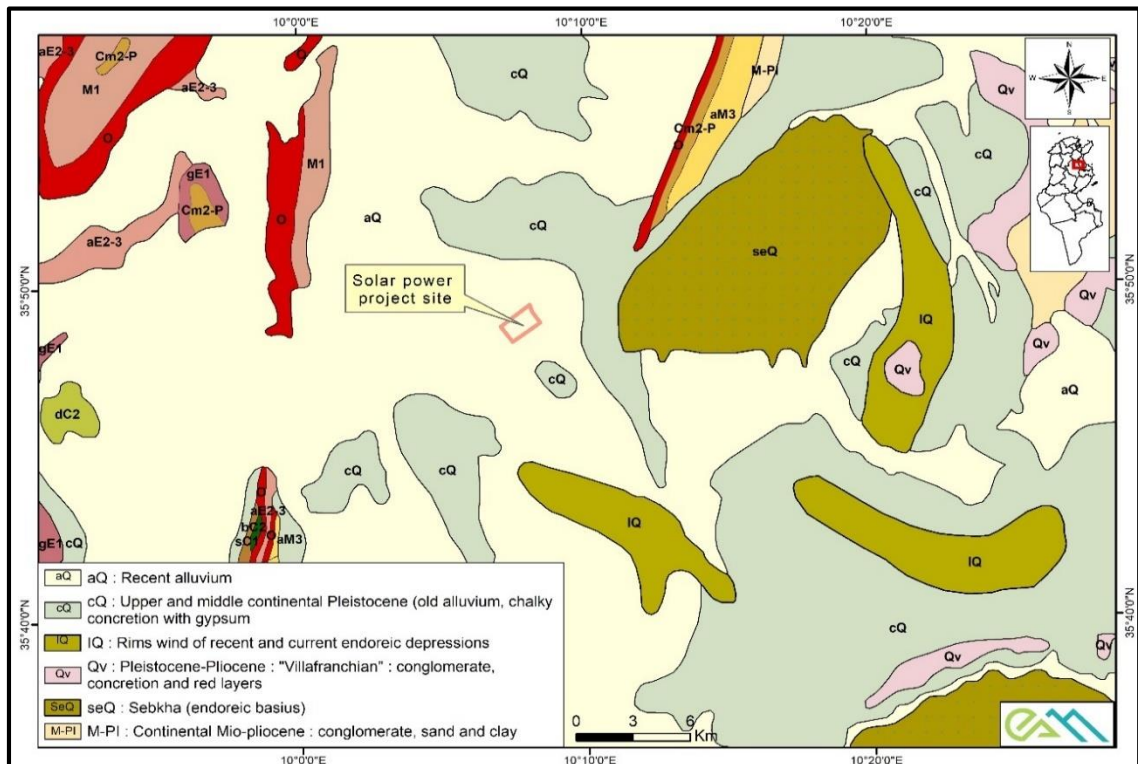 10°0'0"E 10°10'0"E 10°20'0"E
aE2-3 Cm2-P O cQ M-Pl Qv N
M1 aE2-3 W E
S
O Cm2-P aM3 cQ
M1 O
gE1 cQ
Cm2-P
O aQ cQ
aE2-3 seQ
35°50'0"N Solar power 35°50'0"N
project site Qv
lQ
gE1 Qv
cQ cQ Qv
dC2 aQ
cQ cQ
O
aE2-3 lQ
bC2
sC1 O aM3
gE1 cQ lQ
aQ aQ : Recent alluvium
cQ cQ : Upper and middle continental Pleistocene (old alluvium, chalky
concretion with gypsum
35°40'0"N 35°40'0"N
lQ lQ : Rims wind of recent and current endoreic depressions
cQ
Qv Qv : Pleistocene-Pliocene : "Villafranchian" : conglomerate,
concretion and red layers
Qv Qv
SeQ seQ : Sebkha (endoreic basius)
M-Pl M-Pl : Continental Mio-pliocene : conglomerate, sand and clay
0 3 6
Km
10°0'0"E 10°10'0"E 10°20'0"E